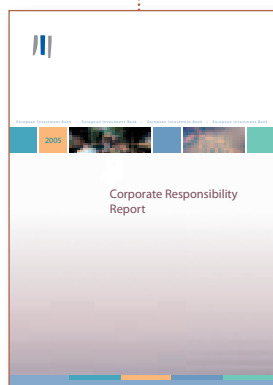 European Investment Bank - European Investment Bank - European Investment Bank - European Investment Bank
2005
Corporate Responsibility
Report